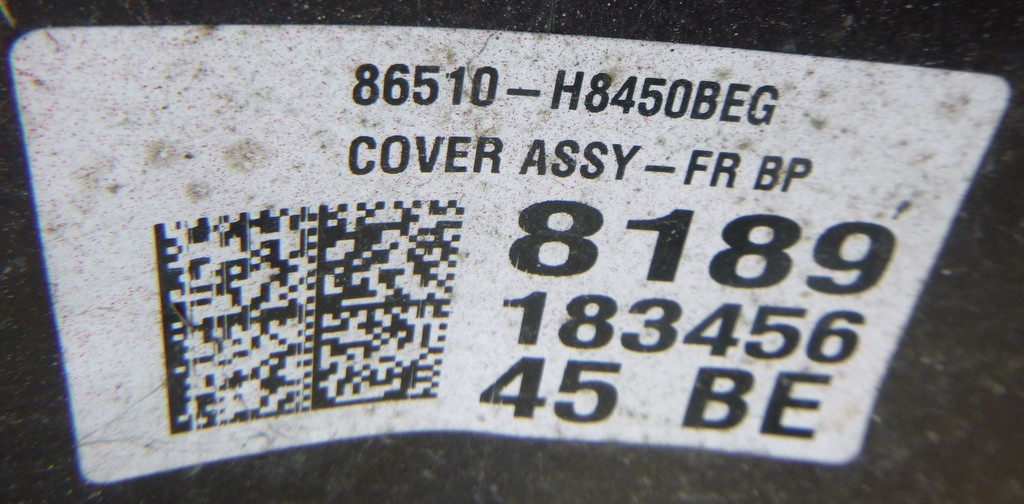 86510-H8450BEG
COVER ASSY-FR BP
8189
183456
45 BE